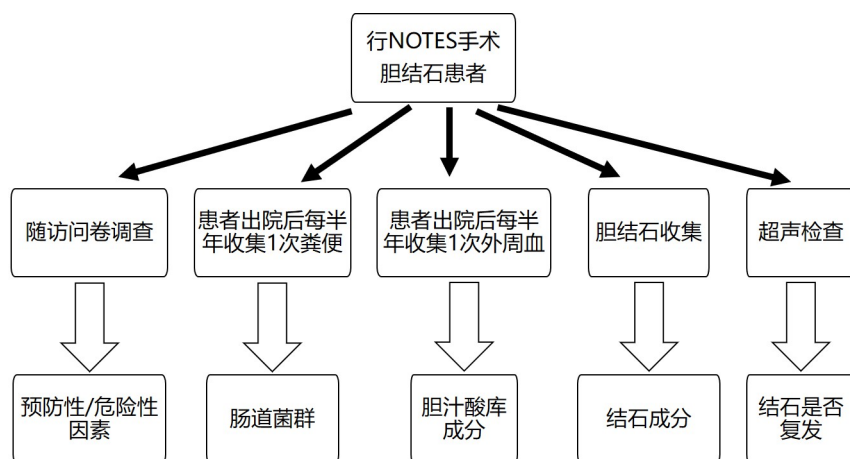 行NOTES手术
胆结石患者
随访问卷调查
患者出院后每半
年收集1次粪便
患者出院后每半
年收集1次外周血
胆结石收集
超声检查
预防性/危险性
因素
肠道菌群
胆汁酸库
成分
结石成分
结石是否
复发